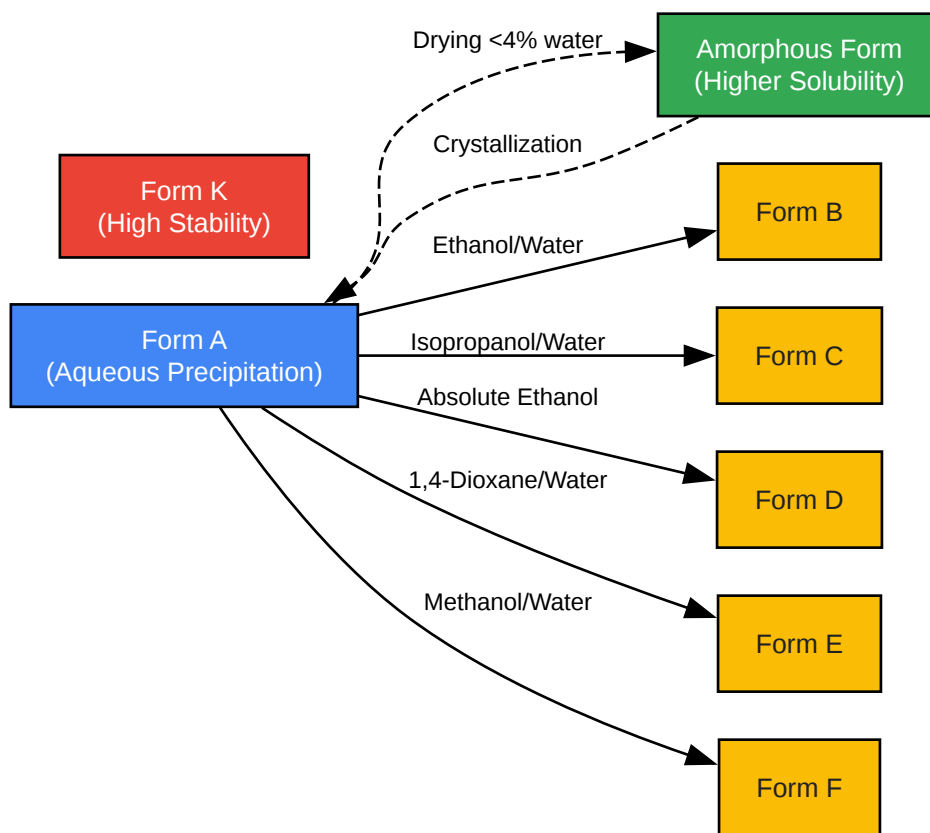 Drying <4% water
Amorphous Form
(Higher Solubility)
Crystallization
Form K
(High Stability)
Form B
Ethanol/Water
Form A
(Aqueous Precipitation)
Isopropanol/Water
Form C
Absolute Ethanol
1,4-Dioxane/Water
Form D
Methanol/Water
Form E
Form F